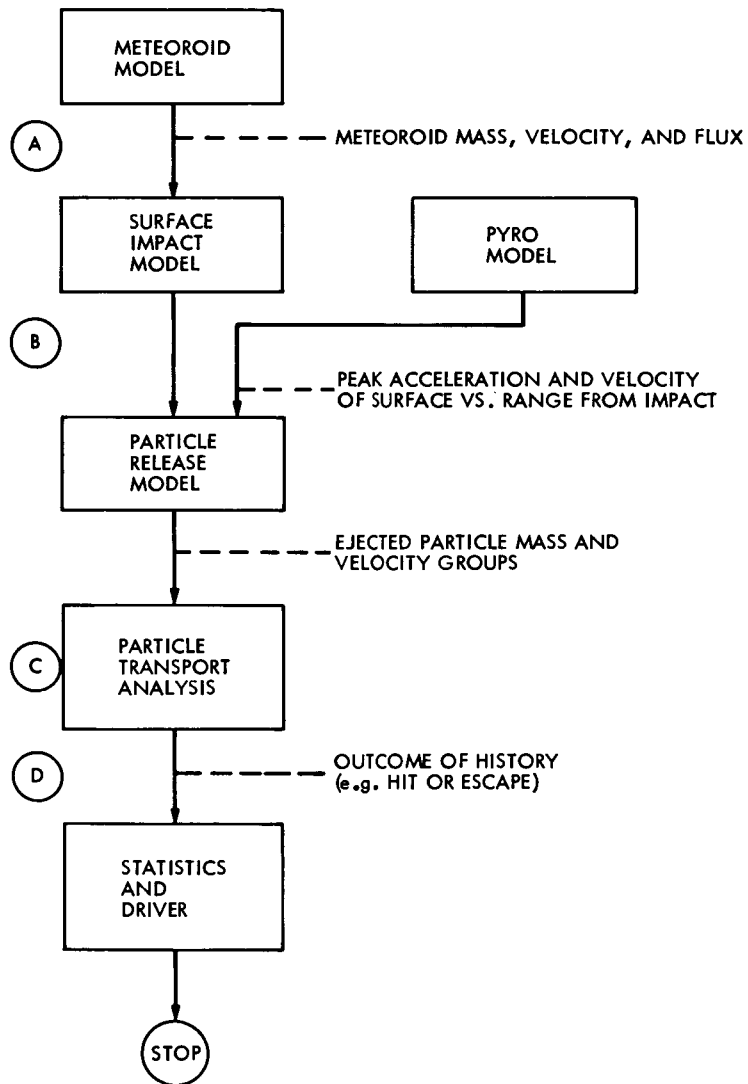 METEOROID
MODEL
A
METEOROID MASS, VELOCITY, AND FLUX
SURFACE
IMPACT
MODEL
PYRO
MODEL
B
PEAK ACCELERATION AND VELOCITY
OF SURFACE VS. RANGE FROM IMPACT
PARTICLE
RELEASE
MODEL
EJECTED PARTICLE MASS AND
VELOCITY GROUPS
C
PARTICLE
TRANSPORT
ANALYSIS
D
OUTCOME OF HISTORY
(e.g. HIT OR ESCAPE)
STATISTICS
AND
DRIVER
STOP